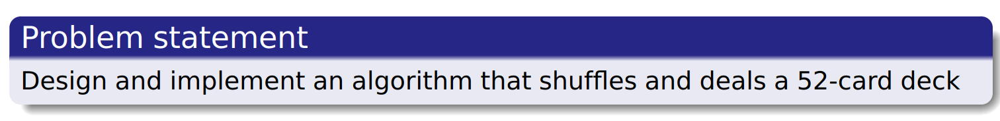 Problem statement
Design and implement an algorithm that shuffles and deals a 52-card deck